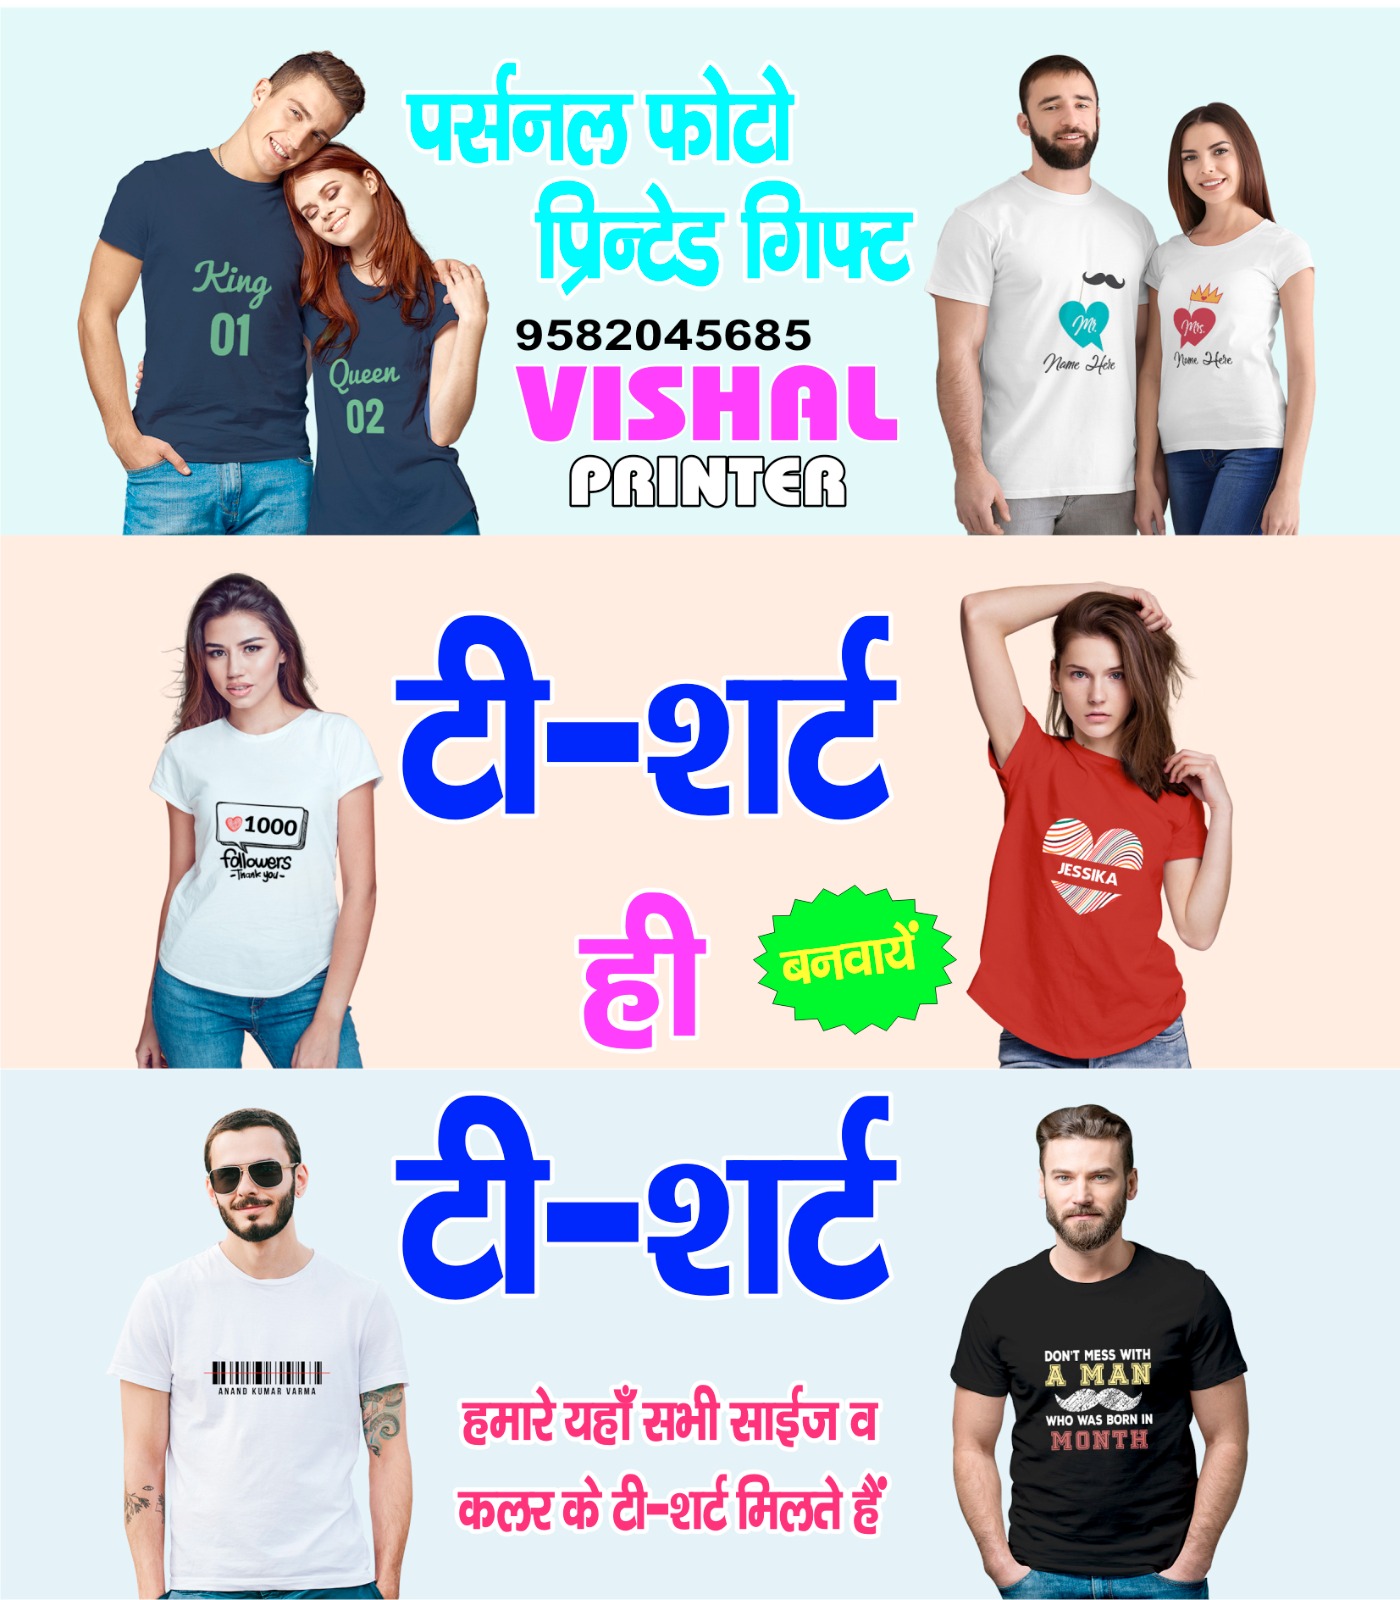 पर्सनल फोटो
प्रिन्टेड गिफ्ट
9582045685
VISHAL
PRINTER
King
01
Queen
02
Mr.
Name Here
Mrs.
Name Here
टी-शर्ट
ही
बनवायें
1000
followers
-Thank you-
JESSIKA
टी-शर्ट
हमारे यहाँ सभी साईज व
कलर के टी-शर्ट मिलते हैं
ANAND KUMAR VARMA
DON'T MESS WITH
A MAN
WHO WAS BORN IN
MONTH